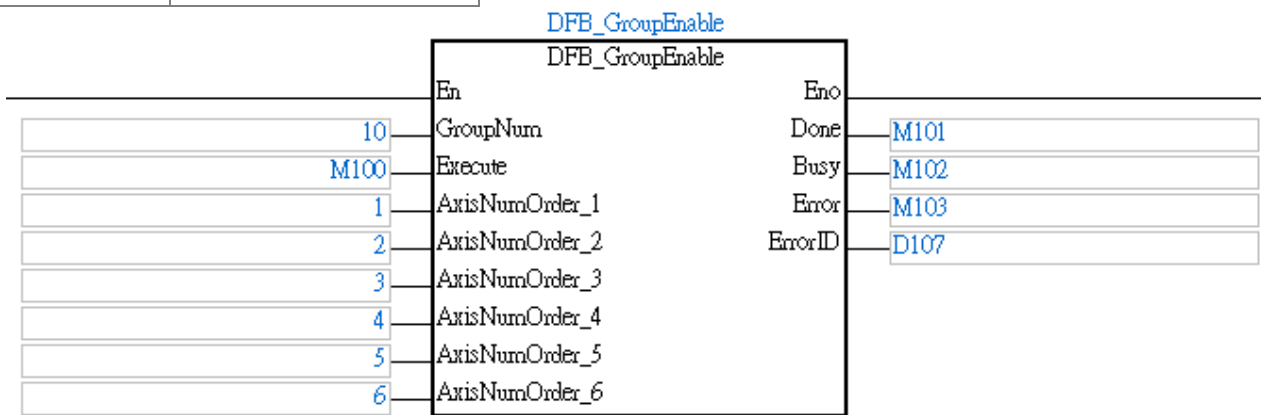 DFB_GroupEnable
DFB_GroupEnable
En Eno
10 GroupNum Done M101
M100 Execute Busy M102
1 AxisNumOrder_1 Error M103
2 AxisNumOrder_2 ErrorID D107
3 AxisNumOrder_3
4 AxisNumOrder_4
5 AxisNumOrder_5
6 AxisNumOrder_6